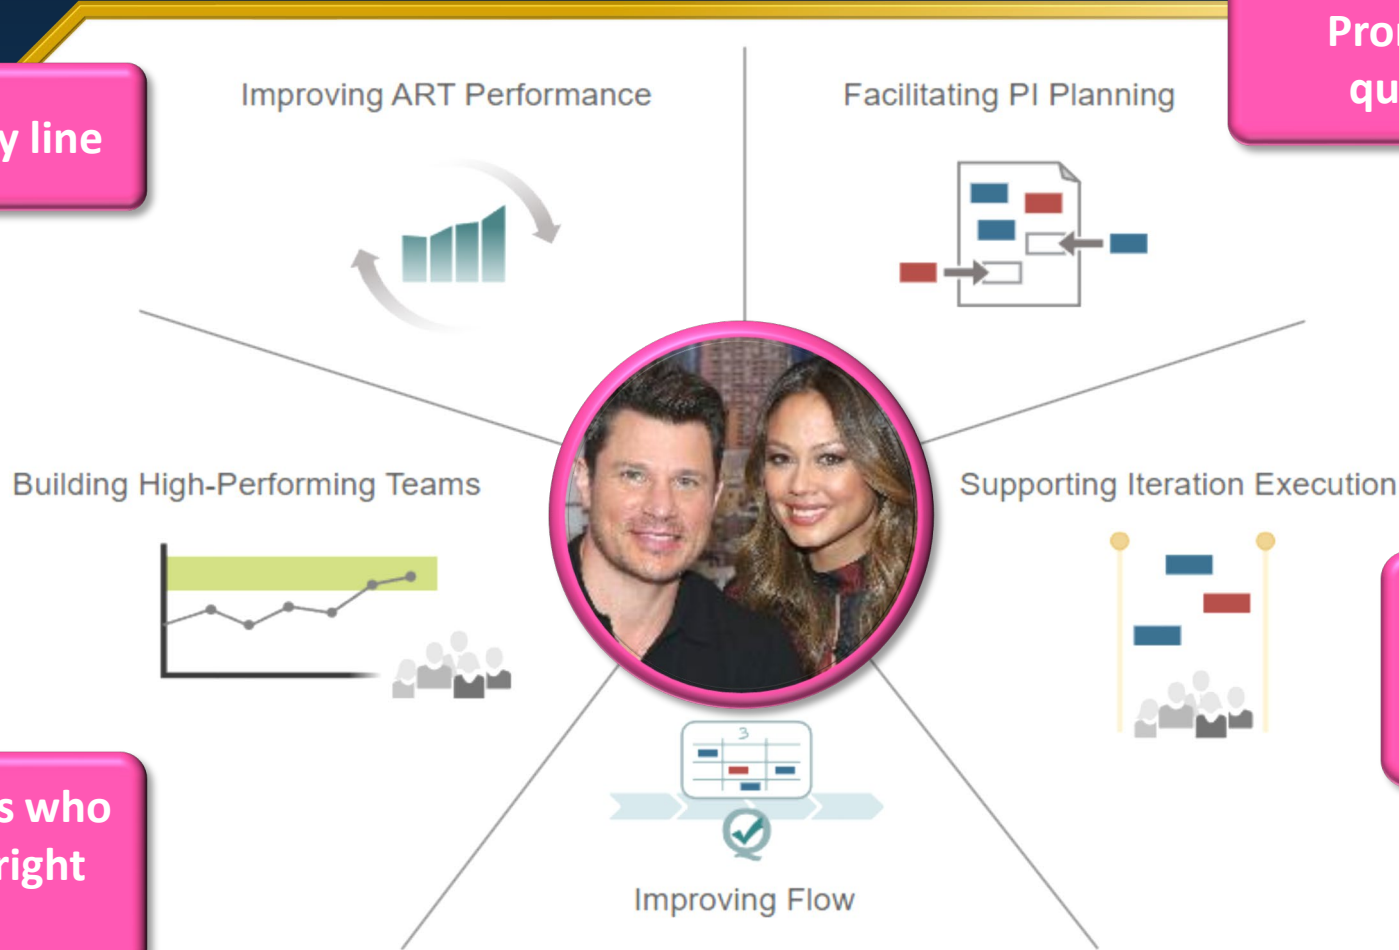 Improving ART Performance
Facilitating PI Planning
qu
y line
Building High-Performing Teams
Supporting Iteration Execution
3
s who
right
Improving Flow